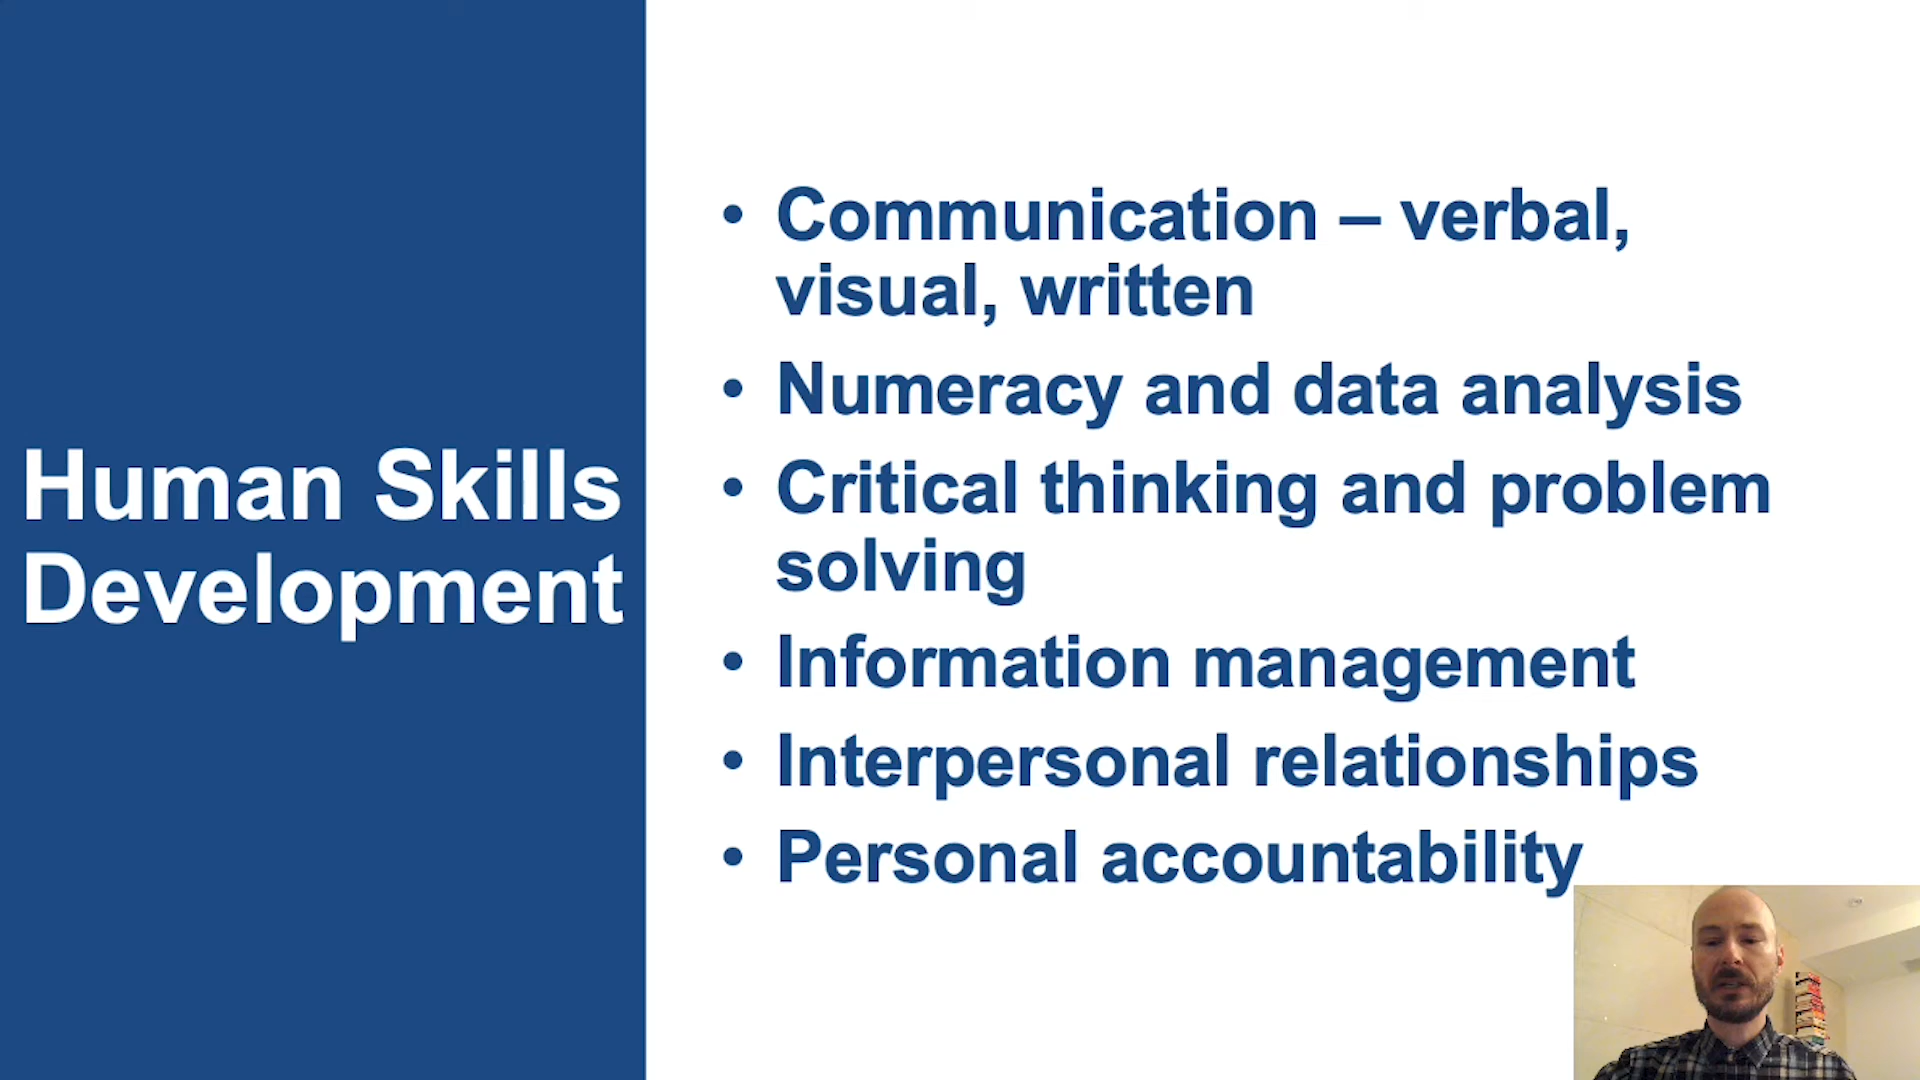 Human Skills
Development
• Communication – verbal,
visual, written
• Numeracy and data analysis
• Critical thinking and problem
solving
• Information management
• Interpersonal relationships
• Personal accountability